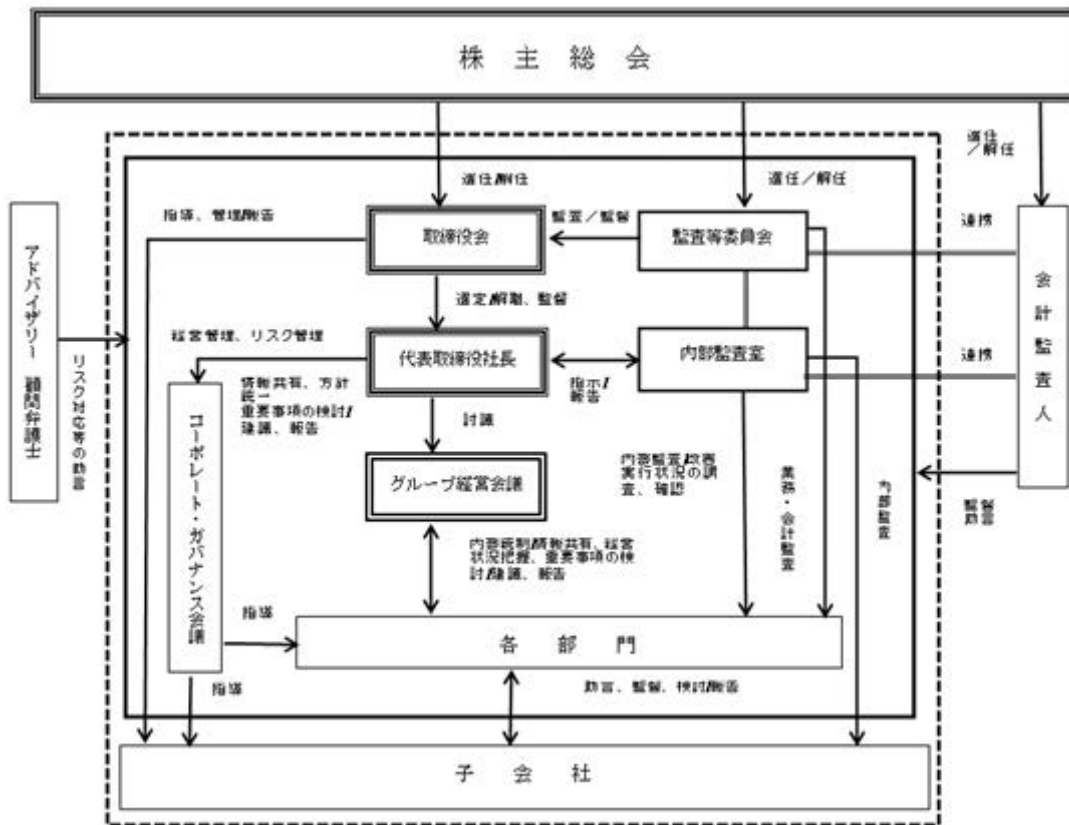 株主総会
選任/解任
選任/解任
選任
/解任
指導、管理/報告
取締役会
監査/監督
監査等委員会
連携
会計監査人
アドバイザリー 顧問弁護士
リスク対応等の助言
選定/解職、監督
経営管理、リスク管理
代表取締役社長
指示/
報告
内部監査室
連携
情報共有、方針
統一
重要事項の検討/
建議、報告
コーポレート・ガバナンス会議
討議
グループ経営会議
内部監査/改善
実行状況の調
査、確認
業務・会計監査
内部監査
監督
助言
内部統制/情報共有、経営
状況把握、重要事項の検
討/建議、報告
指導
各部門
指導
助言、監督、検討/報告
子会社